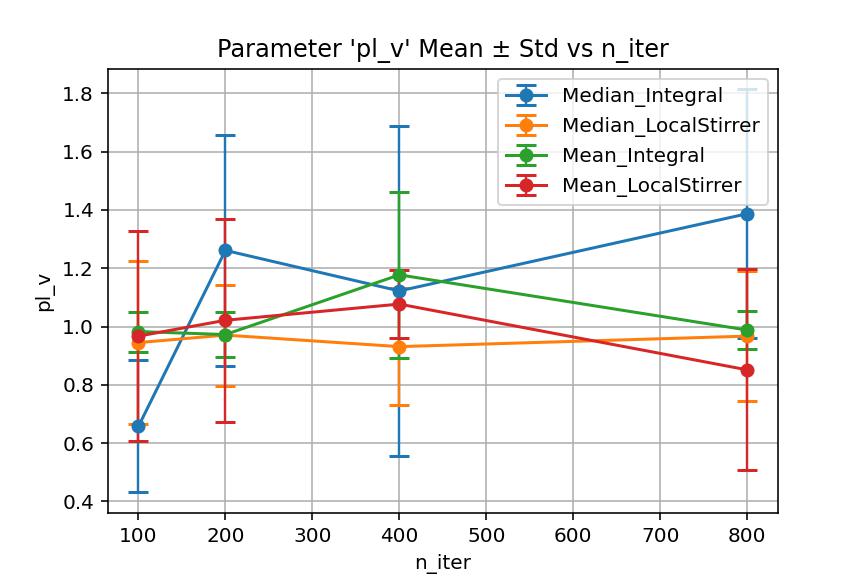 Parameter 'pl_v' Mean ± Std vs n_iter
1.8
1.6
1.4
1.2
1.0
0.8
0.6
0.4
pl_v
Median_Integral
Median_LocalStirrer
Mean_Integral
Mean_LocalStirrer
100 200 300 400 500 600 700 800
n_iter